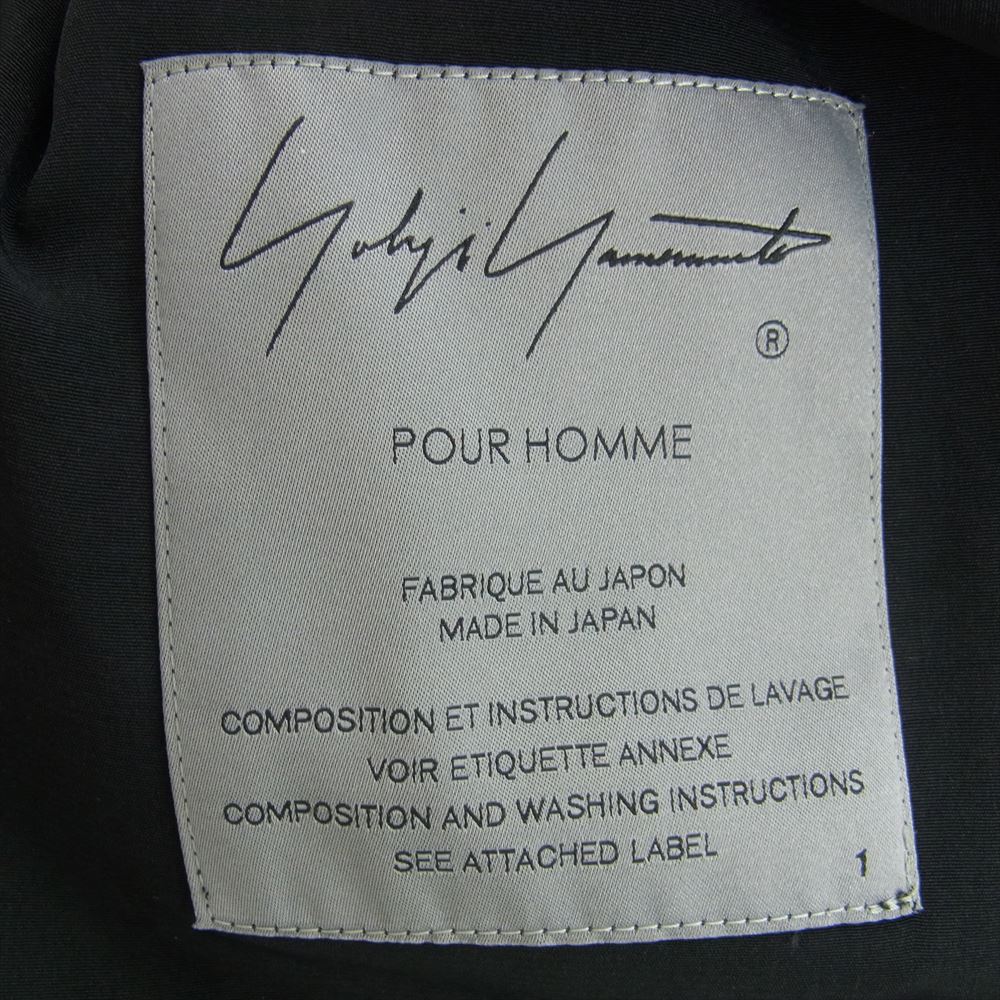 Yohji Yamamoto
®
POUR HOMME
FABRIQUE AU JAPON
MADE IN JAPAN
COMPOSITION ET INSTRUCTIONS DE LAVAGE
VOIR ETIQUETTE ANNEXE
COMPOSITION AND WASHING INSTRUCTIONS
SEE ATTACHED LABEL
1